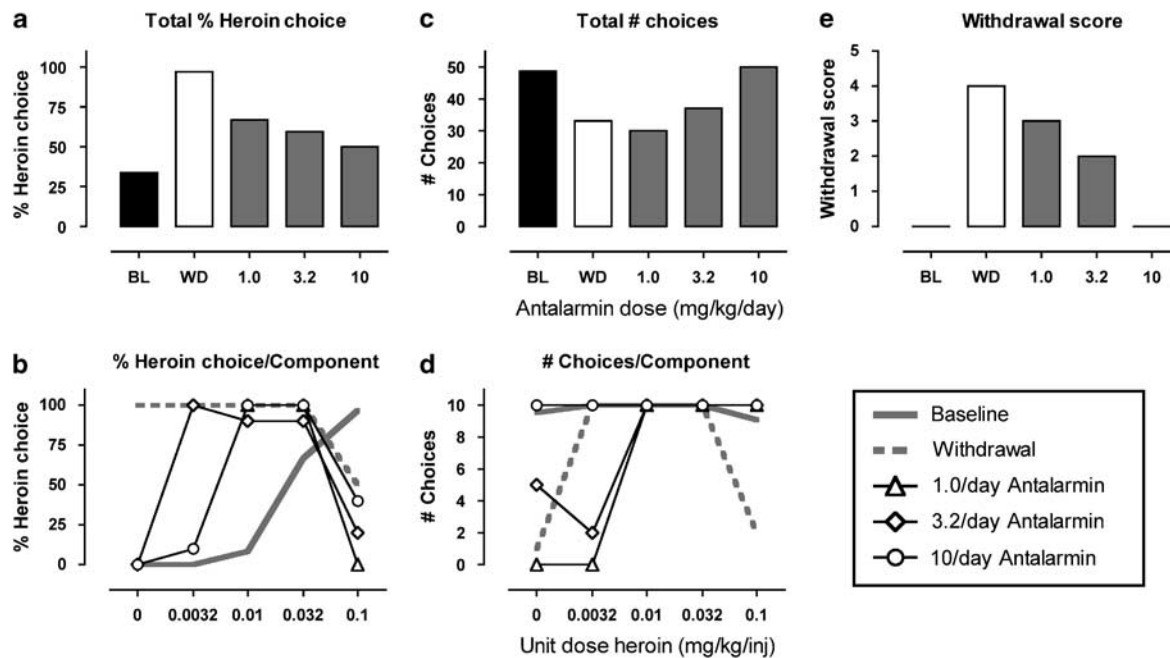 a Total % Heroin choice
% Heroin choice
100
75
50
25
0
BL WD 1.0 3.2 10
c Total # choices
# Choices
50
40
30
20
10
0
BL WD 1.0 3.2 10
Antalarmin dose (mg/kg/day)
e Withdrawal score
Withdrawal score
5
4
3
2
1
0
BL WD 1.0 3.2 10
b % Heroin choice/Component
% Heroin choice
100
75
50
25
0
0 0.0032 0.01 0.032 0.1
d # Choices/Component
# Choices
10
8
6
4
2
0
0 0.0032 0.01 0.032 0.1
Unit dose heroin (mg/kg/inj)
Baseline
Withdrawal
1.0/day Antalarmin
3.2/day Antalarmin
10/day Antalarmin